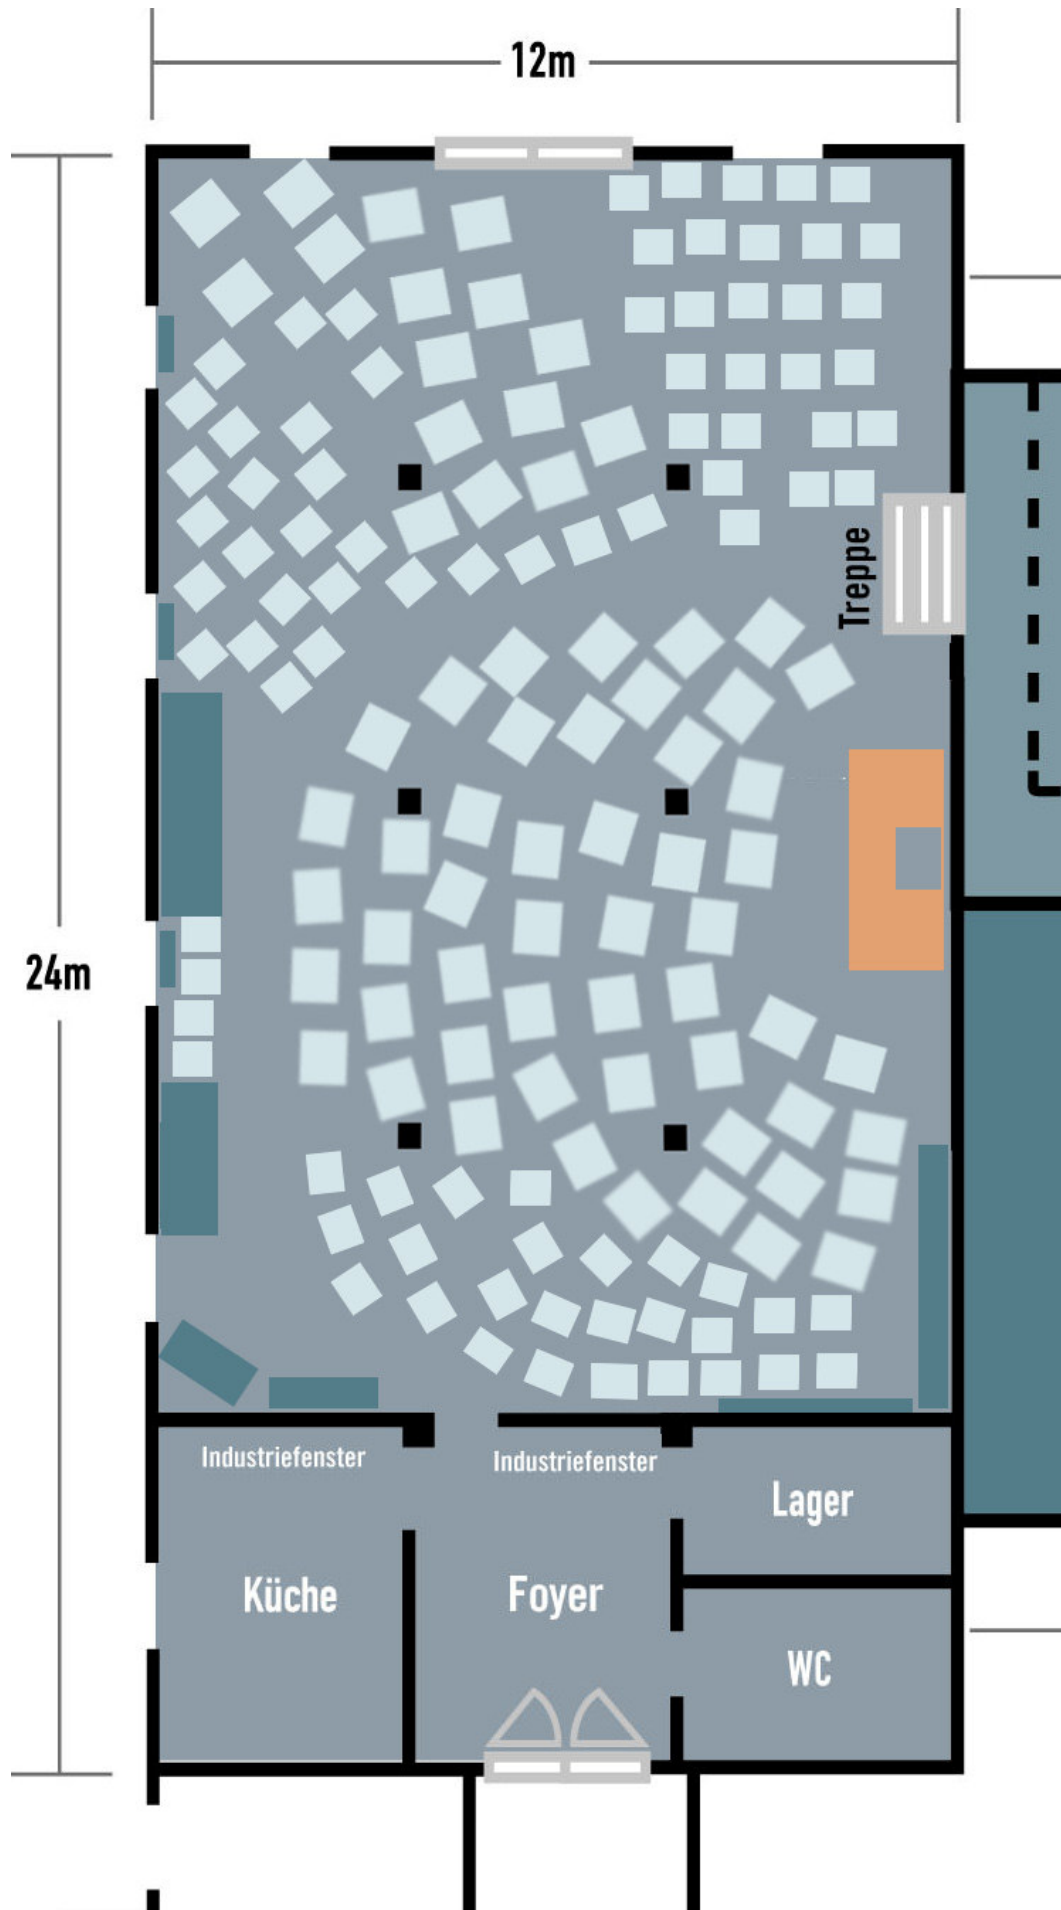 12m
Treppe
24m
Industriefenster
Industriefenster
Lager
Küche
Foyer
WC